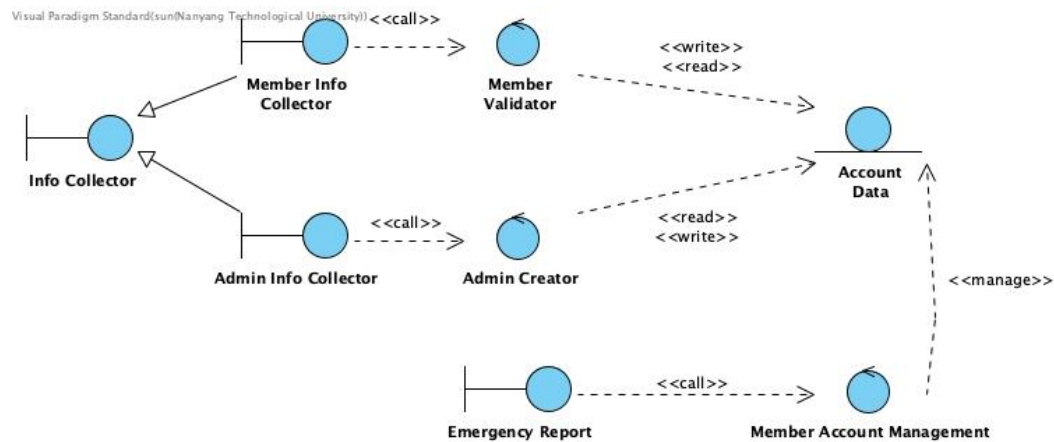 Visual Paradigm Standard(sun(Nanyang Technological University))
<<call>>
<<write>>
<<read>>
Member Info
Collector
Member
Validator
Info Collector
Account
Data
<<call>>
<<read>>
<<write>>
Admin Info Collector
Admin Creator
<<manage>>
<<call>>
Emergency Report
Member Account Management